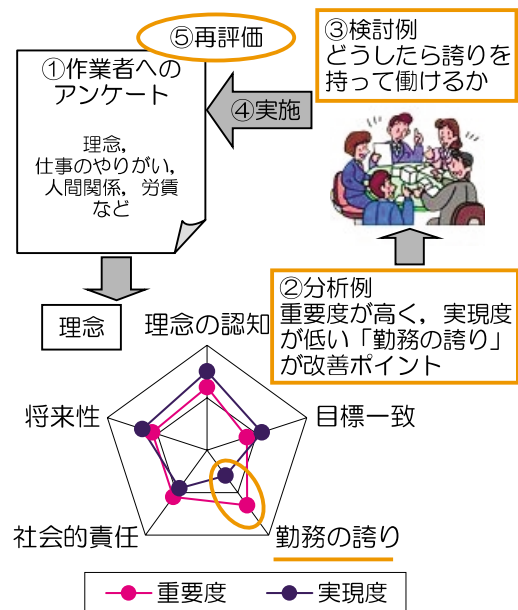 ⑤再評価
①作業者への
アンケート
理念,
仕事のやりがい,
人間関係, 労賃
など
④実施
③検討例
どうしたら誇りを
持って働けるか
②分析例
重要度が高く, 実現度
が低い「勤務の誇り」
が改善ポイント
理念
理念の認知
目標一致
勤務の誇り
社会的責任
将来性
重要度
実現度